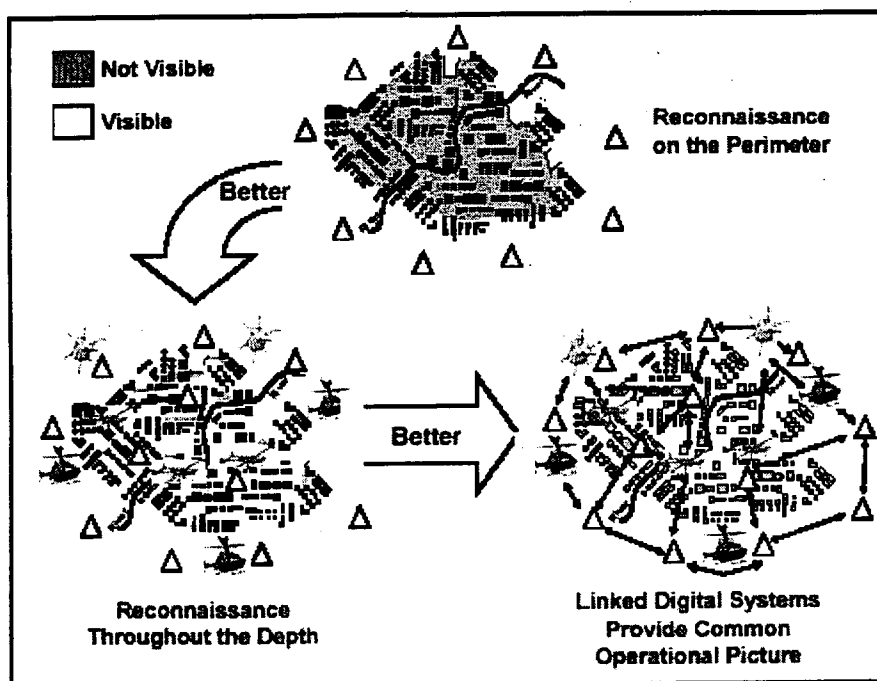 Not Visible
Visible
Reconnaissance
on the Perimeter
Better
Better
Reconnaissance
Throughout the Depth
Linked Digital Systems
Provide Common
Operational Picture